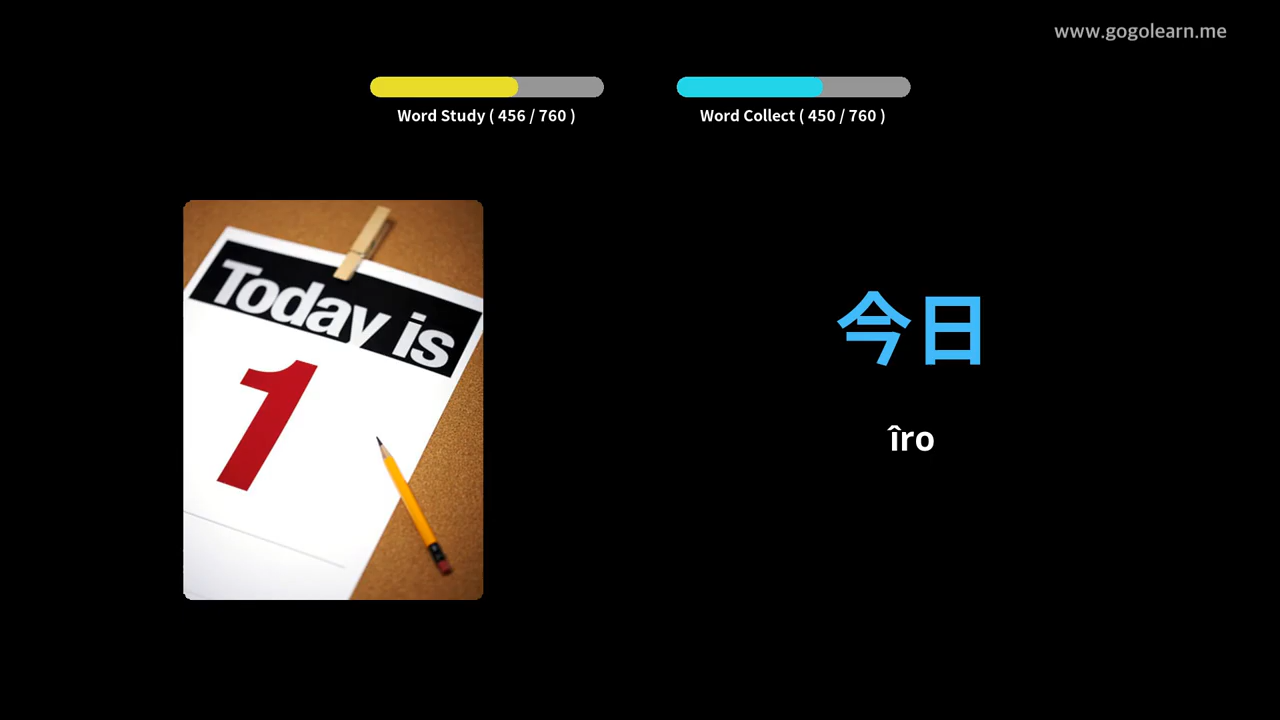 www.gogolearn.me
Word Study ( 456 / 760 )
Word Collect ( 450 / 760 )
Today is
1
今日
îro